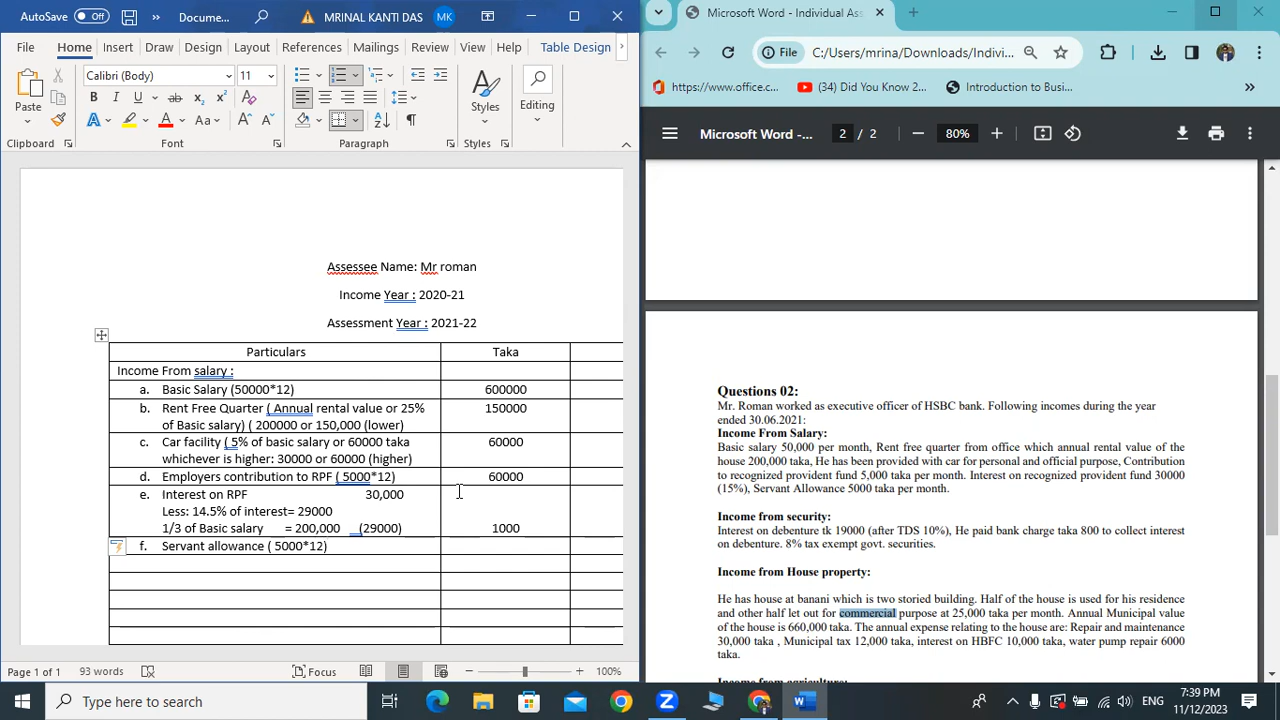 AutoSave Off Docume... MRINAL KANTI DAS MK
File Home Insert Draw Design Layout References Mailings Review View Help Table Design
Calibri (Body) 11
Paste Styles Editing
Clipboard Font Paragraph Styles
Assessee Name: Mr roman
Income Year : 2020-21
Assessment Year : 2021-22
Particulars Taka
Income From salary :
a. Basic Salary (50000*12) 600000
b. Rent Free Quarter ( Annual rental value or 25% 150000
of Basic salary) ( 200000 or 150,000 (lower)
c. Car facility ( 5% of basic salary or 60000 taka 60000
whichever is higher: 30000 or 60000 (higher)
d. Employers contribution to RPF ( 5000*12) 60000
e. Interest on RPF 30,000
Less: 14.5% of interest= 29000
1/3 of Basic salary = 200,000 (29000) 1000
f. Servant allowance ( 5000*12)
Page 1 of 1 93 words Focus 100%
Microsoft Word - Individual Ass
File C:/Users/mrina/Downloads/Indivi...
https://www.office.c... (34) Did You Know 2... Introduction to Busi...
Microsoft Word -... 2 / 2 80%
Questions 02:
Mr. Roman worked as executive officer of HSBC bank. Following incomes during the year
ended 30.06.2021:
Income From Salary:
Basic salary 50,000 per month, Rent free quarter from office which annual rental value of the
house 200,000 taka, He has been provided with car for personal and official purpose, Contribution
to recognized provident fund 5,000 taka per month. Interest on recognized provident fund 30000
(15%), Servant Allowance 5000 taka per month.
Income from security:
Interest on debenture tk 19000 (after TDS 10%), He paid bank charge taka 800 to collect interest
on debenture. 8% tax exempt govt. securities.
Income from House property:
He has house at banani which is two storied building. Half of the house is used for his residence
and other half let out for commercial purpose at 25,000 taka per month. Annual Municipal value
of the house is 660,000 taka. The annual expense relating to the house are: Repair and maintenance
30,000 taka , Municipal tax 12,000 taka, interest on HBFC 10,000 taka, water pump repair 6000
taka.
Income from agriculture:
Type here to search ENG 7:39 PM
11/12/2023